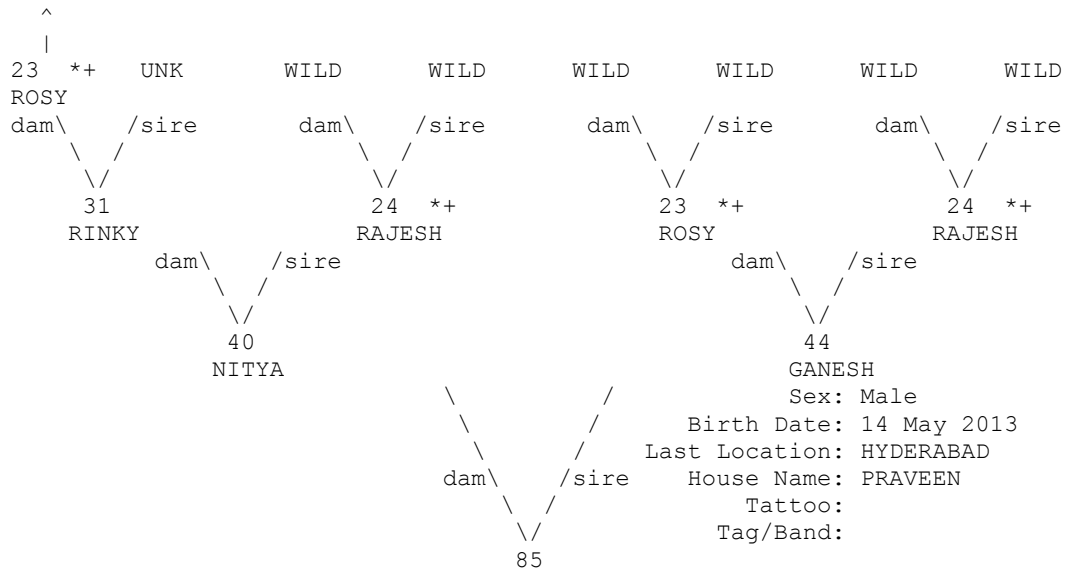 ^
|
23  *+   UNK        WILD      WILD      WILD      WILD      WILD      WILD
ROSY
dam\      /sire       dam\      /sire       dam\      /sire       dam\      /sire
\  /                \  /                \  /                \  /
\/                  \/                  \/                  \/
31                  24  *+              23  *+              24  *+
RINKY               RAJESH               ROSY               RAJESH
dam\    /sire                           dam\    /sire
\  /                                    \  /
\/                                      \/
40                                      44
NITYA                                   GANESH
\          /            Sex: Male
\        /      Birth Date: 14 May 2013
\      /   Last Location: HYDERABAD
dam\    /sire    House Name: PRAVEEN
\  /             Tattoo:
\/            Tag/Band:
85